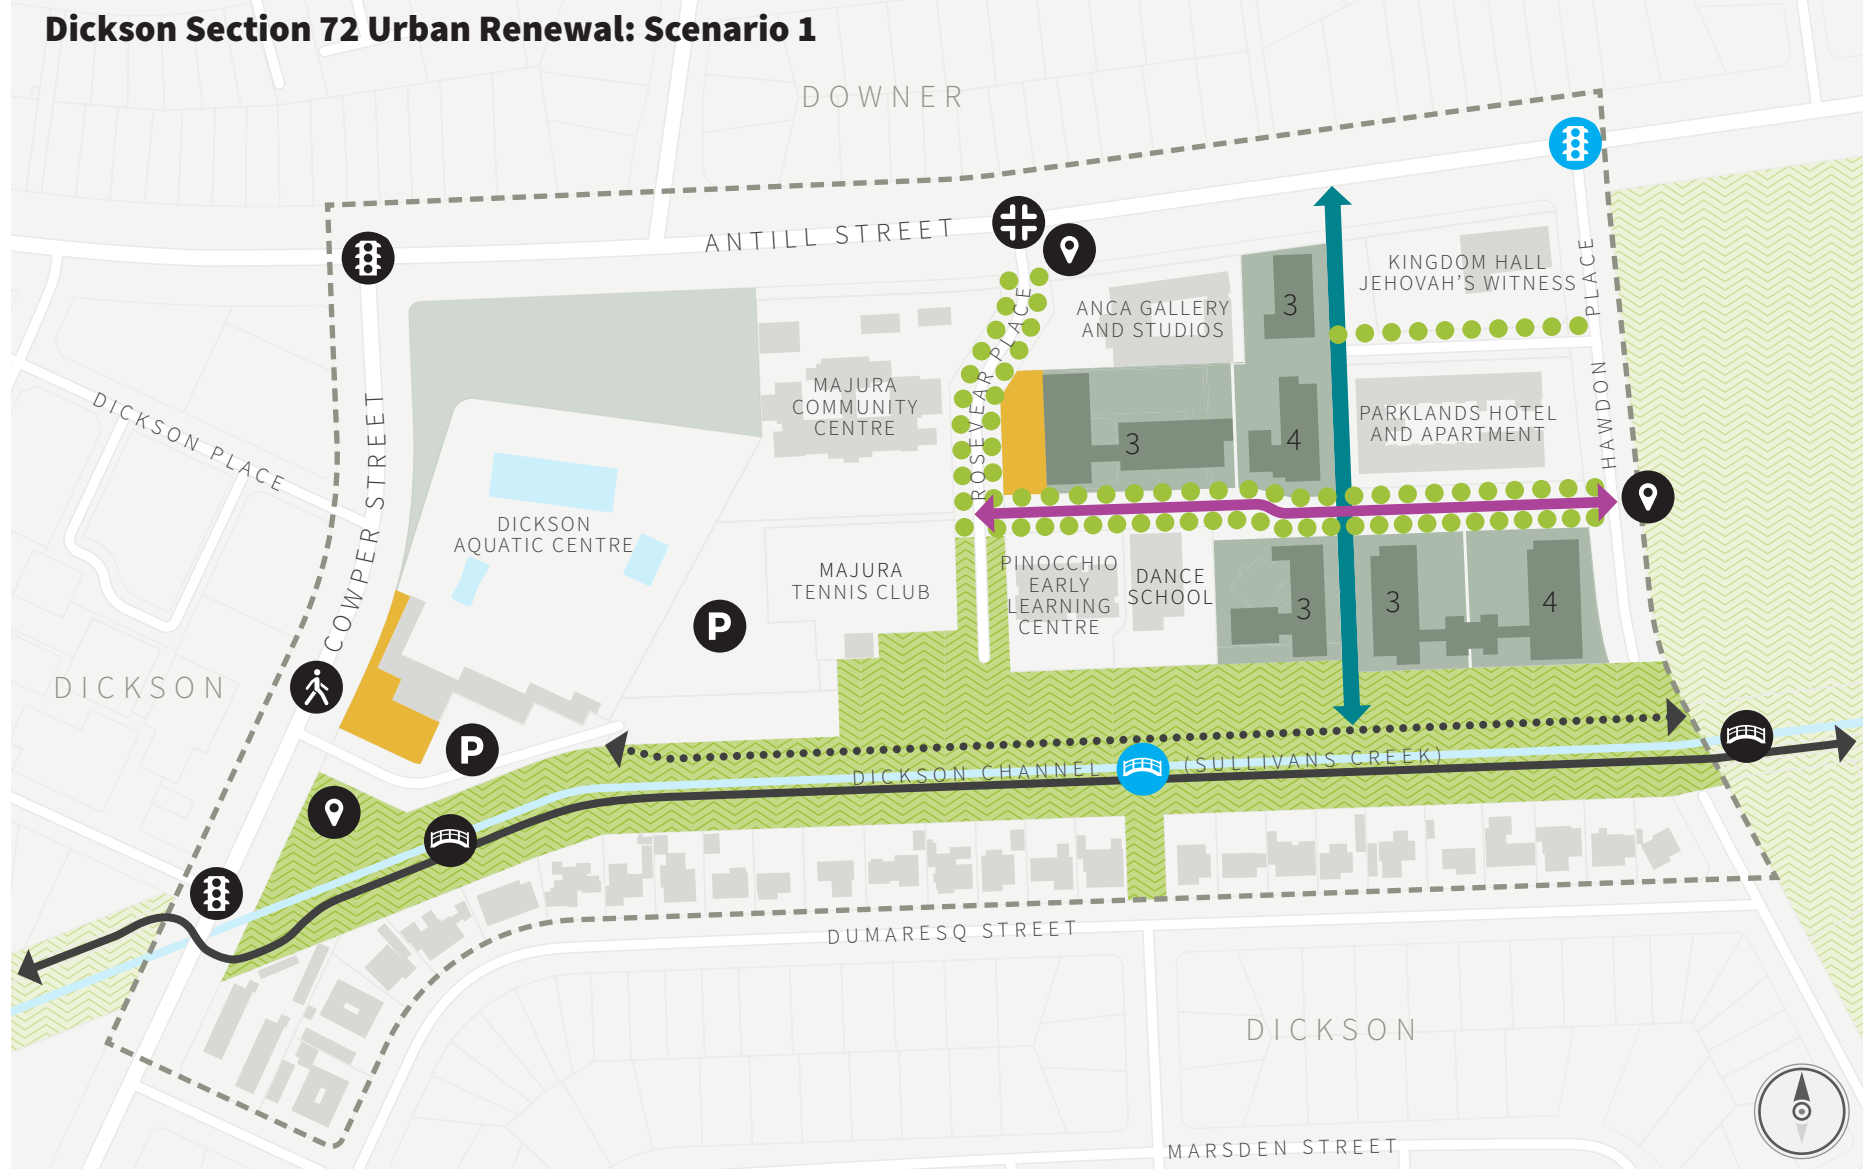 Dickson Section 72 Urban Renewal: Scenario 1
DOWNER
ANTILL STREET
KINGDOM HALL
JEHOVAH'S WITNESS
PLACE
HAWDON
ANCA GALLERY
AND STUDIOS
3
ROSEVEAR PLACE
MAJURA
COMMUNITY
CENTRE
PARKLANDS HOTEL
AND APARTMENT
3
4
DICKSON PLACE
COWPER STREET
DICKSON
AQUATIC CENTRE
MAJURA
TENNIS CLUB
PINOCCHIO
EARLY
LEARNING
CENTRE
DANCE
SCHOOL
3
3
4
P
DICKSON
P
DICKSON CHANNEL (SULLIVANS CREEK)
DUMARESQ STREET
DICKSON
MARSDEN STREET